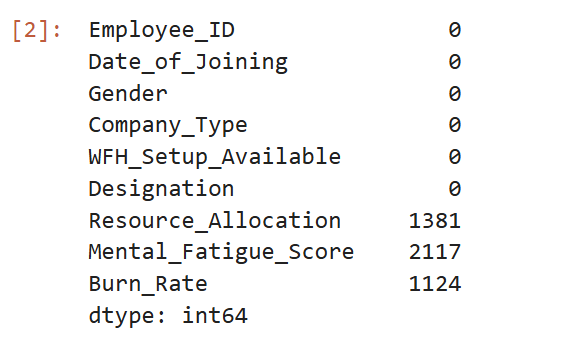 [2]: Employee_ID 0
Date_of_Joining 0
Gender 0
Company_Type 0
WFH_Setup_Available 0
Designation 0
Resource_Allocation 1381
Mental_Fatigue_Score 2117
Burn_Rate 1124
dtype: int64